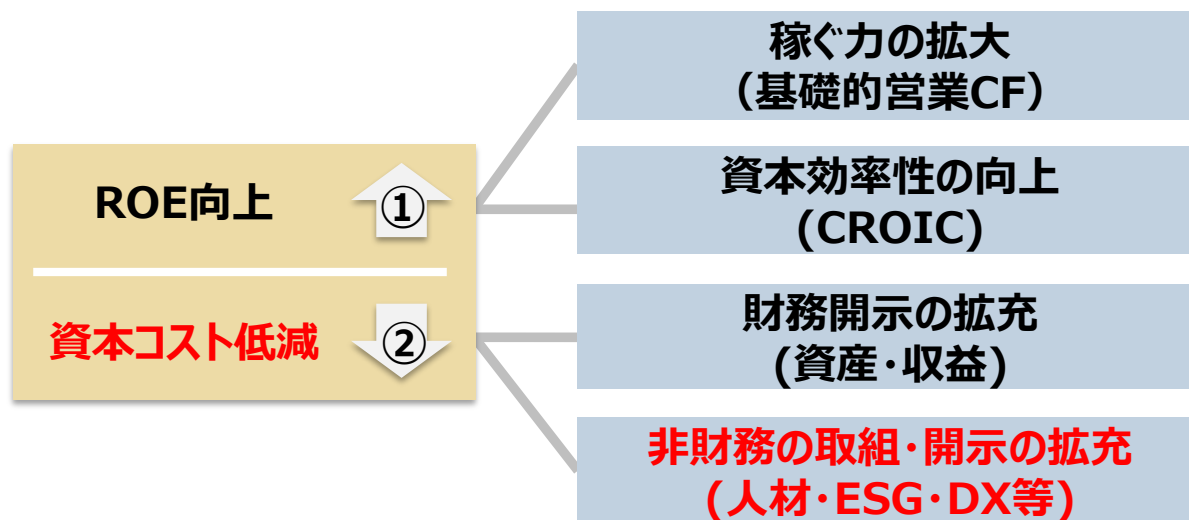 ROE向上
①
資本コスト低減
②
稼ぐ力の拡大
（基礎的営業CF）
資本効率性の向上
(CROIC)
財務開示の拡充
(資産・収益)
非財務の取組・開示の拡充
(人材・ESG・DX等)